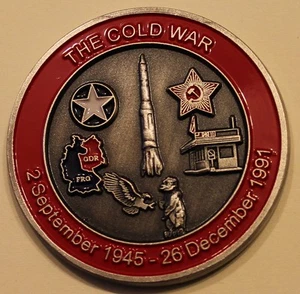 THE COLD WAR
GDR
FRG
2 September 1945 - 26 December 1991